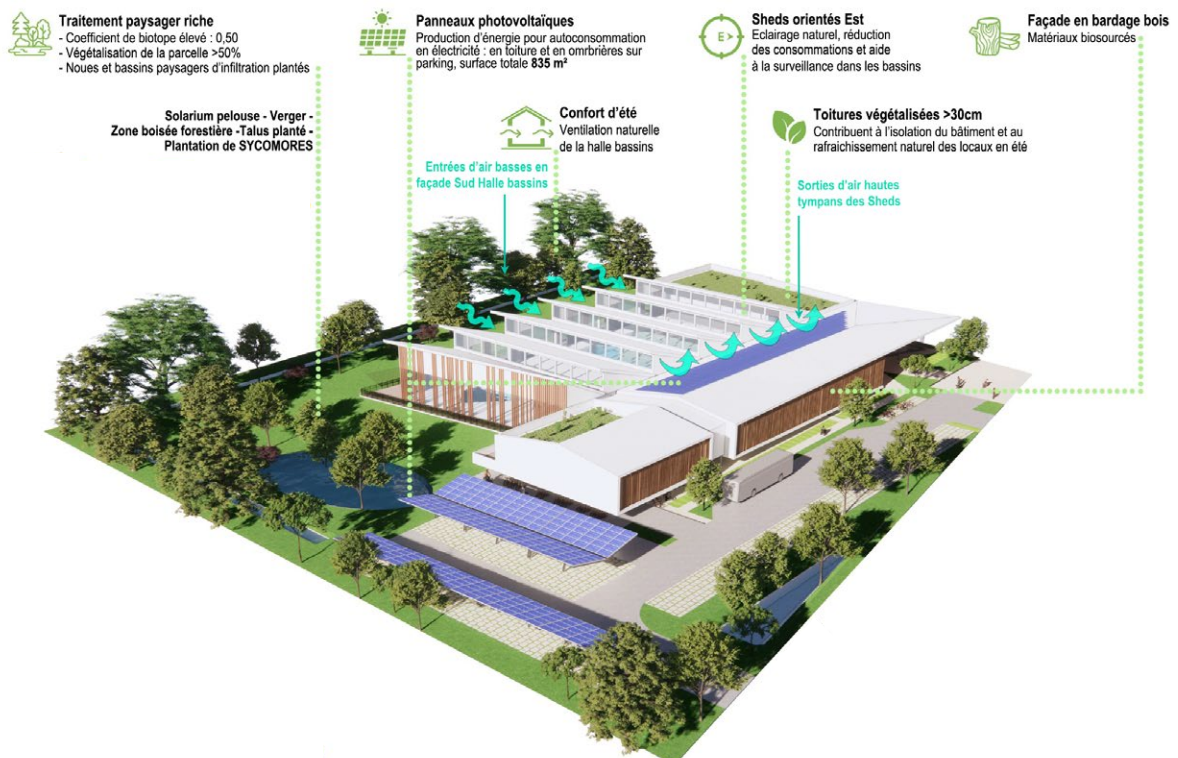 Traitement paysager riche
- Coefficient de biotope élevé : 0,50
- Végétalisation de la parcelle >50%
- Noues et bassins paysagers d'infiltration plantés
Solarium pelouse - Verger -
Zone boisée forestière -Talus planté -
Plantation de SYCOMORES
Panneaux photovoltaïques
Production d'énergie pour autoconsommation
en électricité : en toiture et en omrbrières sur
parking, surface totale 835 m²
Confort d'été
Ventilation naturelle
de la halle bassins
Entrées d'air basses en
façade Sud Halle bassins
E>
Sheds orientés Est
Eclairage naturel, réduction
des consommations et aide
à la surveillance dans les bassins
Toitures végétalisées >30cm
Contribuent à l'isolation du bâtiment et au
rafraichissement naturel des locaux en été
Sorties d'air hautes
tympans des Sheds
Façade en bardage bois
Matériaux biosourcés